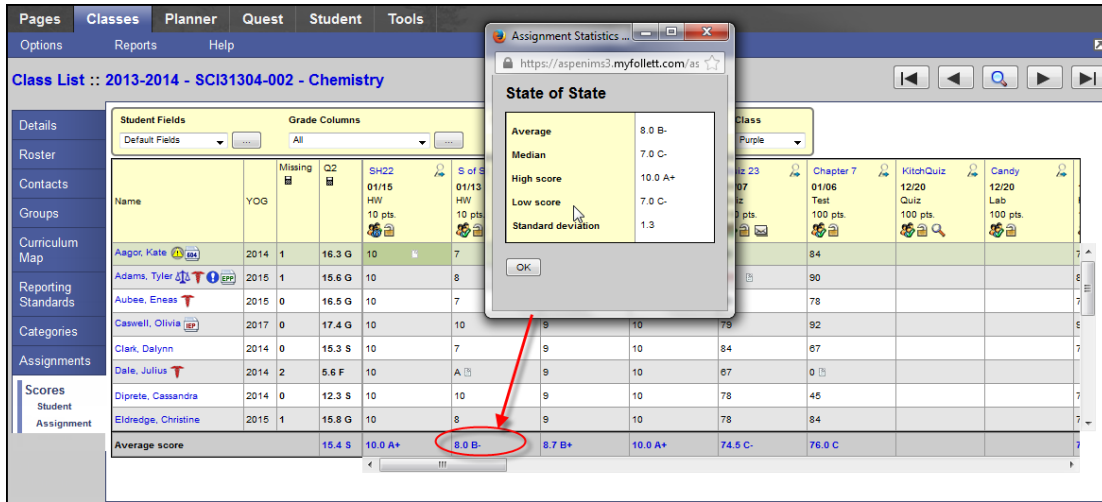 Pages Classes Planner Quest Student Tools
Options Reports Help
Class List :: 2013-2014 - SCI31304-002 - Chemistry
Details
Roster
Contacts
Groups
Curriculum
Map
Reporting
Standards
Categories
Assignments
Scores
Student
Assignment
Student Fields Grade Columns Class
Default Fields ... All ... Purple
Name YOG Missing Q2 SH22 S of S Chapter 7 KitchQuiz Candy
01/15 01/13 01/06 12/20 12/20
HW HW Test Quiz Lab
10 pts. 10 pts. 100 pts. 100 pts. 100 pts.
Aagor, Kate 504 2014 1 16.3 G 10 7 84
Adams, Tyler EPP 2015 1 15.6 G 10 8 90
Aubee, Eneas 2015 0 16.5 G 10 7 78
Caswell, Olivia IEP 2017 0 17.4 G 10 10 9 10 79 92
Clark, Dalynn 2014 0 15.3 S 10 7 9 10 84 67
Dale, Julius 2014 2 5.6 F 10 A 9 10 67 0
Diprete, Cassandra 2014 0 12.3 S 10 10 9 10 78 45
Eldredge, Christine 2015 1 15.8 G 10 8 9 10 78 84
Average score 15.4 S 10.0 A+ 8.0 B- 8.7 B+ 10.0 A+ 74.5 C- 76.0 C
Assignment Statistics ...
https://aspenims3.myfollett.com/as
State of State
Average 8.0 B-
Median 7.0 C-
High score 10.0 A+
Low score 7.0 C-
Standard deviation 1.3
OK